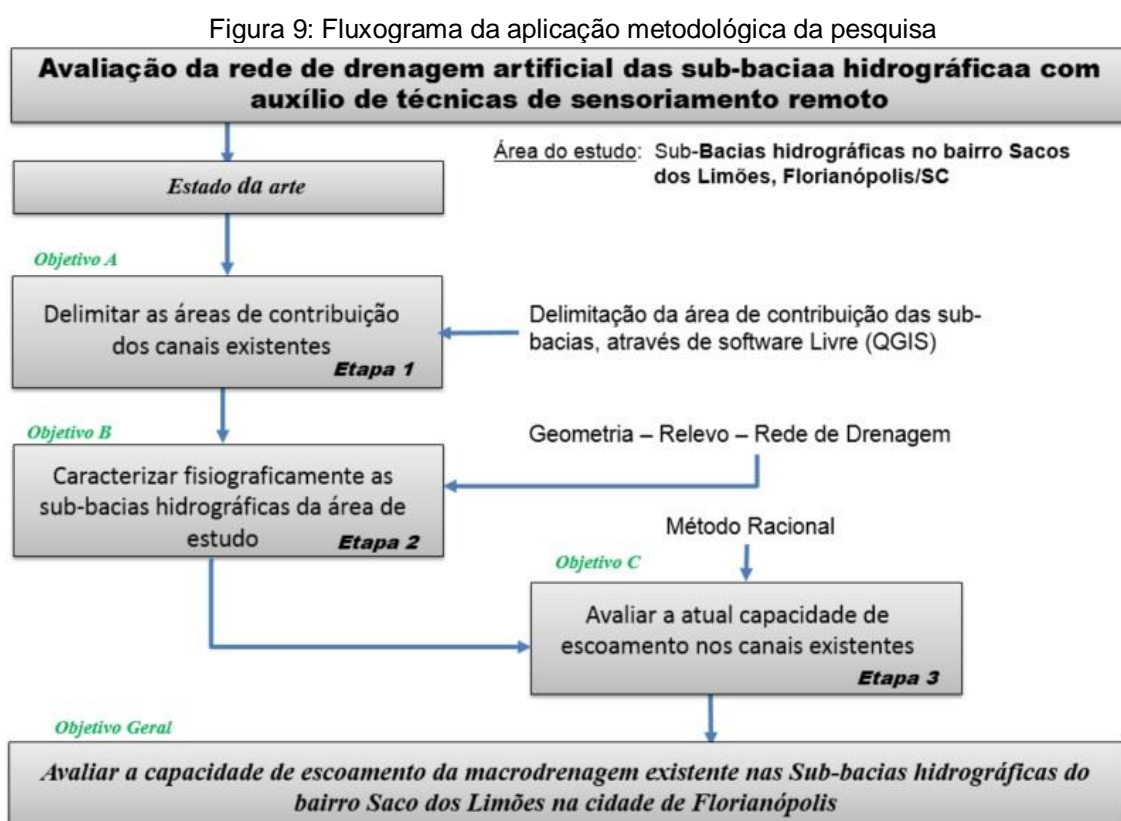 Figura 9: Fluxograma da aplicação metodológica da pesquisa
Avaliação da rede de drenagem artificial das sub-baciaa hidrográficaa com
auxílio de técnicas de sensoriamento remoto
Área do estudo: Sub-Bacias hidrográficas no bairro Sacos
dos Limões, Florianópolis/SC
Estado da arte
Objetivo A
Delimitar as áreas de contribuição
dos canais existentes
Etapa 1
Delimitação da área de contribuição das sub-
bacias, através de software Livre (QGIS)
Objetivo B
Geometria – Relevo – Rede de Drenagem
Caracterizar fisiograficamente as
sub-bacias hidrográficas da área de
estudo Etapa 2
Método Racional
Objetivo C
Avaliar a atual capacidade de
escoamento nos canais existentes
Etapa 3
Objetivo Geral
Avaliar a capacidade de escoamento da macrodrenagem existente nas Sub-bacias hidrográficas do
bairro Saco dos Limões na cidade de Florianópolis